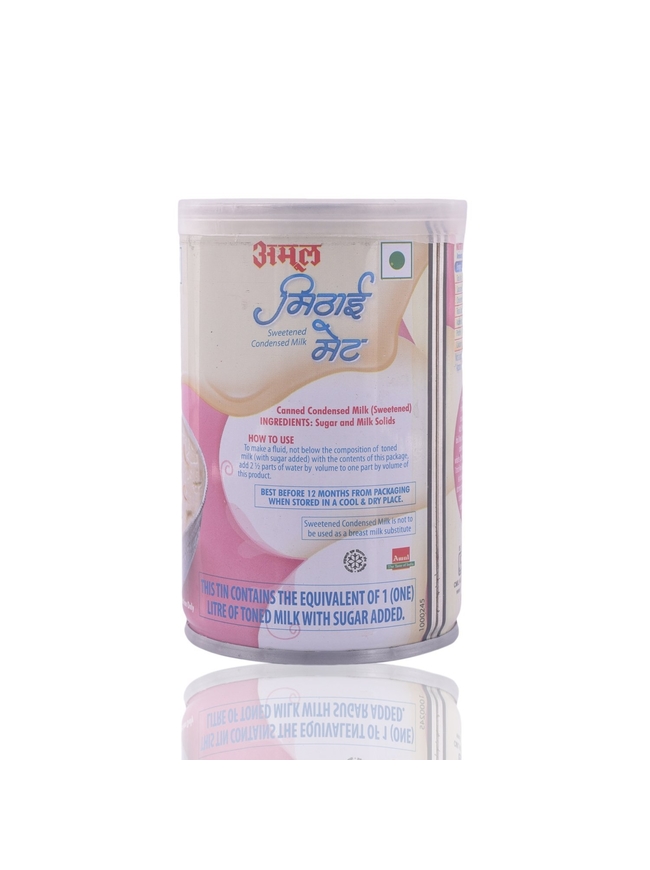 अमूल
मिठाई
Sweetened
Condensed Milk
मेट
Canned Condensed Milk (Sweetened)
INGREDIENTS: Sugar and Milk Solids
HOW TO USE
To make a fluid, not below the composition of toned
milk (with sugar added) with the contents of this package,
add 2 ½ parts of water by volume to one part by volume of
this product.
BEST BEFORE 12 MONTHS FROM PACKAGING
WHEN STORED IN A COOL & DRY PLACE.
Sweetened Condensed Milk is not to
be used as a breast milk substitute
Amul
THIS TIN CONTAINS THE EQUIVALENT OF 1 (ONE)
LITRE OF TONED MILK WITH SUGAR ADDED.
1000245